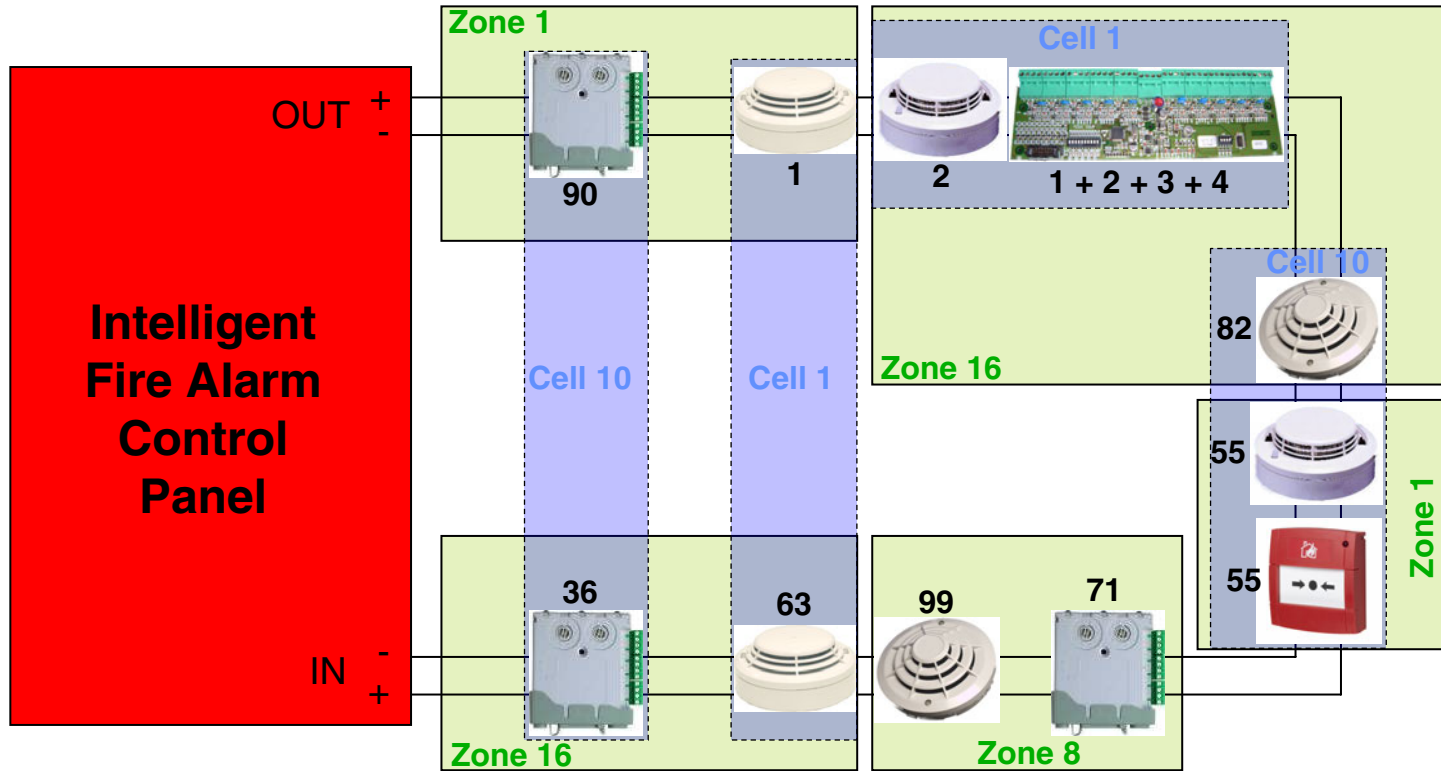 Zone 1
Cell 1
OUT
+
-
90
1
2
1 + 2 + 3 + 4
Cell 10
82
Zone 16
Intelligent
Fire Alarm
Control
Panel
Cell 10
Cell 1
55
55
Zone 1
36
63
99
71
IN
-
+
Zone 16
Zone 8